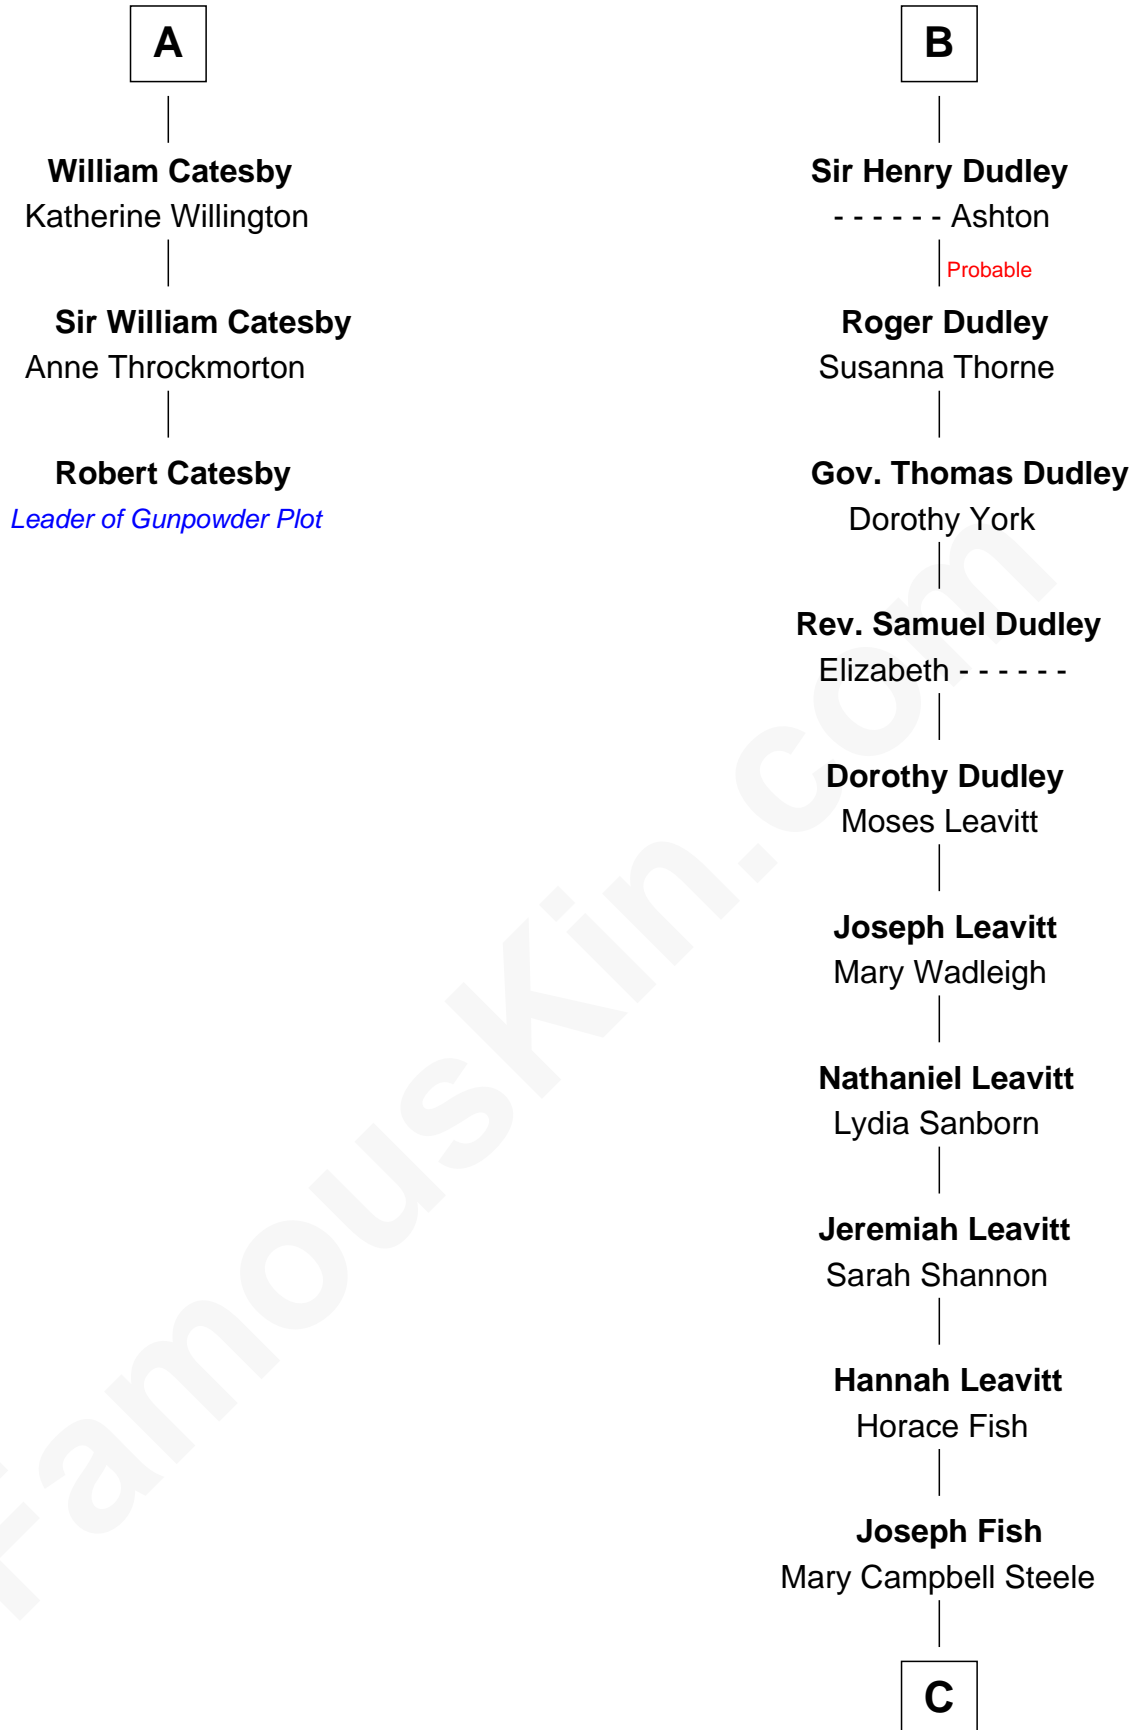 A
William Catesby
Katherine Willington
Sir William Catesby
Anne Throckmorton
Robert Catesby
Leader of Gunpowder Plot
B
Sir Henry Dudley
- - - - - - Ashton
Probable
Roger Dudley
Susanna Thorne
Gov. Thomas Dudley
Dorothy York
Rev. Samuel Dudley
Elizabeth - - - - - -
Dorothy Dudley
Moses Leavitt
Joseph Leavitt
Mary Wadleigh
Nathaniel Leavitt
Lydia Sanborn
Jeremiah Leavitt
Sarah Shannon
Hannah Leavitt
Horace Fish
Joseph Fish
Mary Campbell Steele
C
FamousKin.com